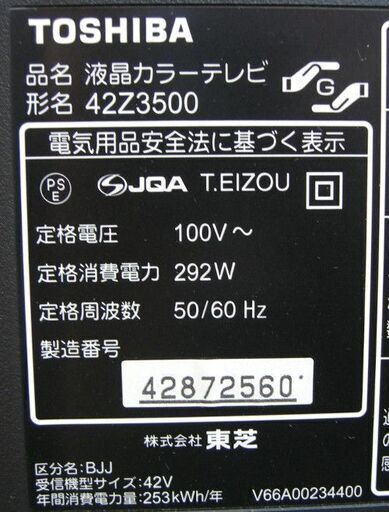 TOSHIBA
品名 液晶カラーテレビ
形名 42Z3500
G
電気用品安全法に基づく表示
PS
E
JQA T.EIZOU
定格電圧 100V～
定格消費電力 292W
定格周波数 50/60 Hz
製造番号
42872560
株式会社 東芝
区分名:BJJ
受信機型サイズ:42V
年間消費電力量:253kWh/年 V66A00234400